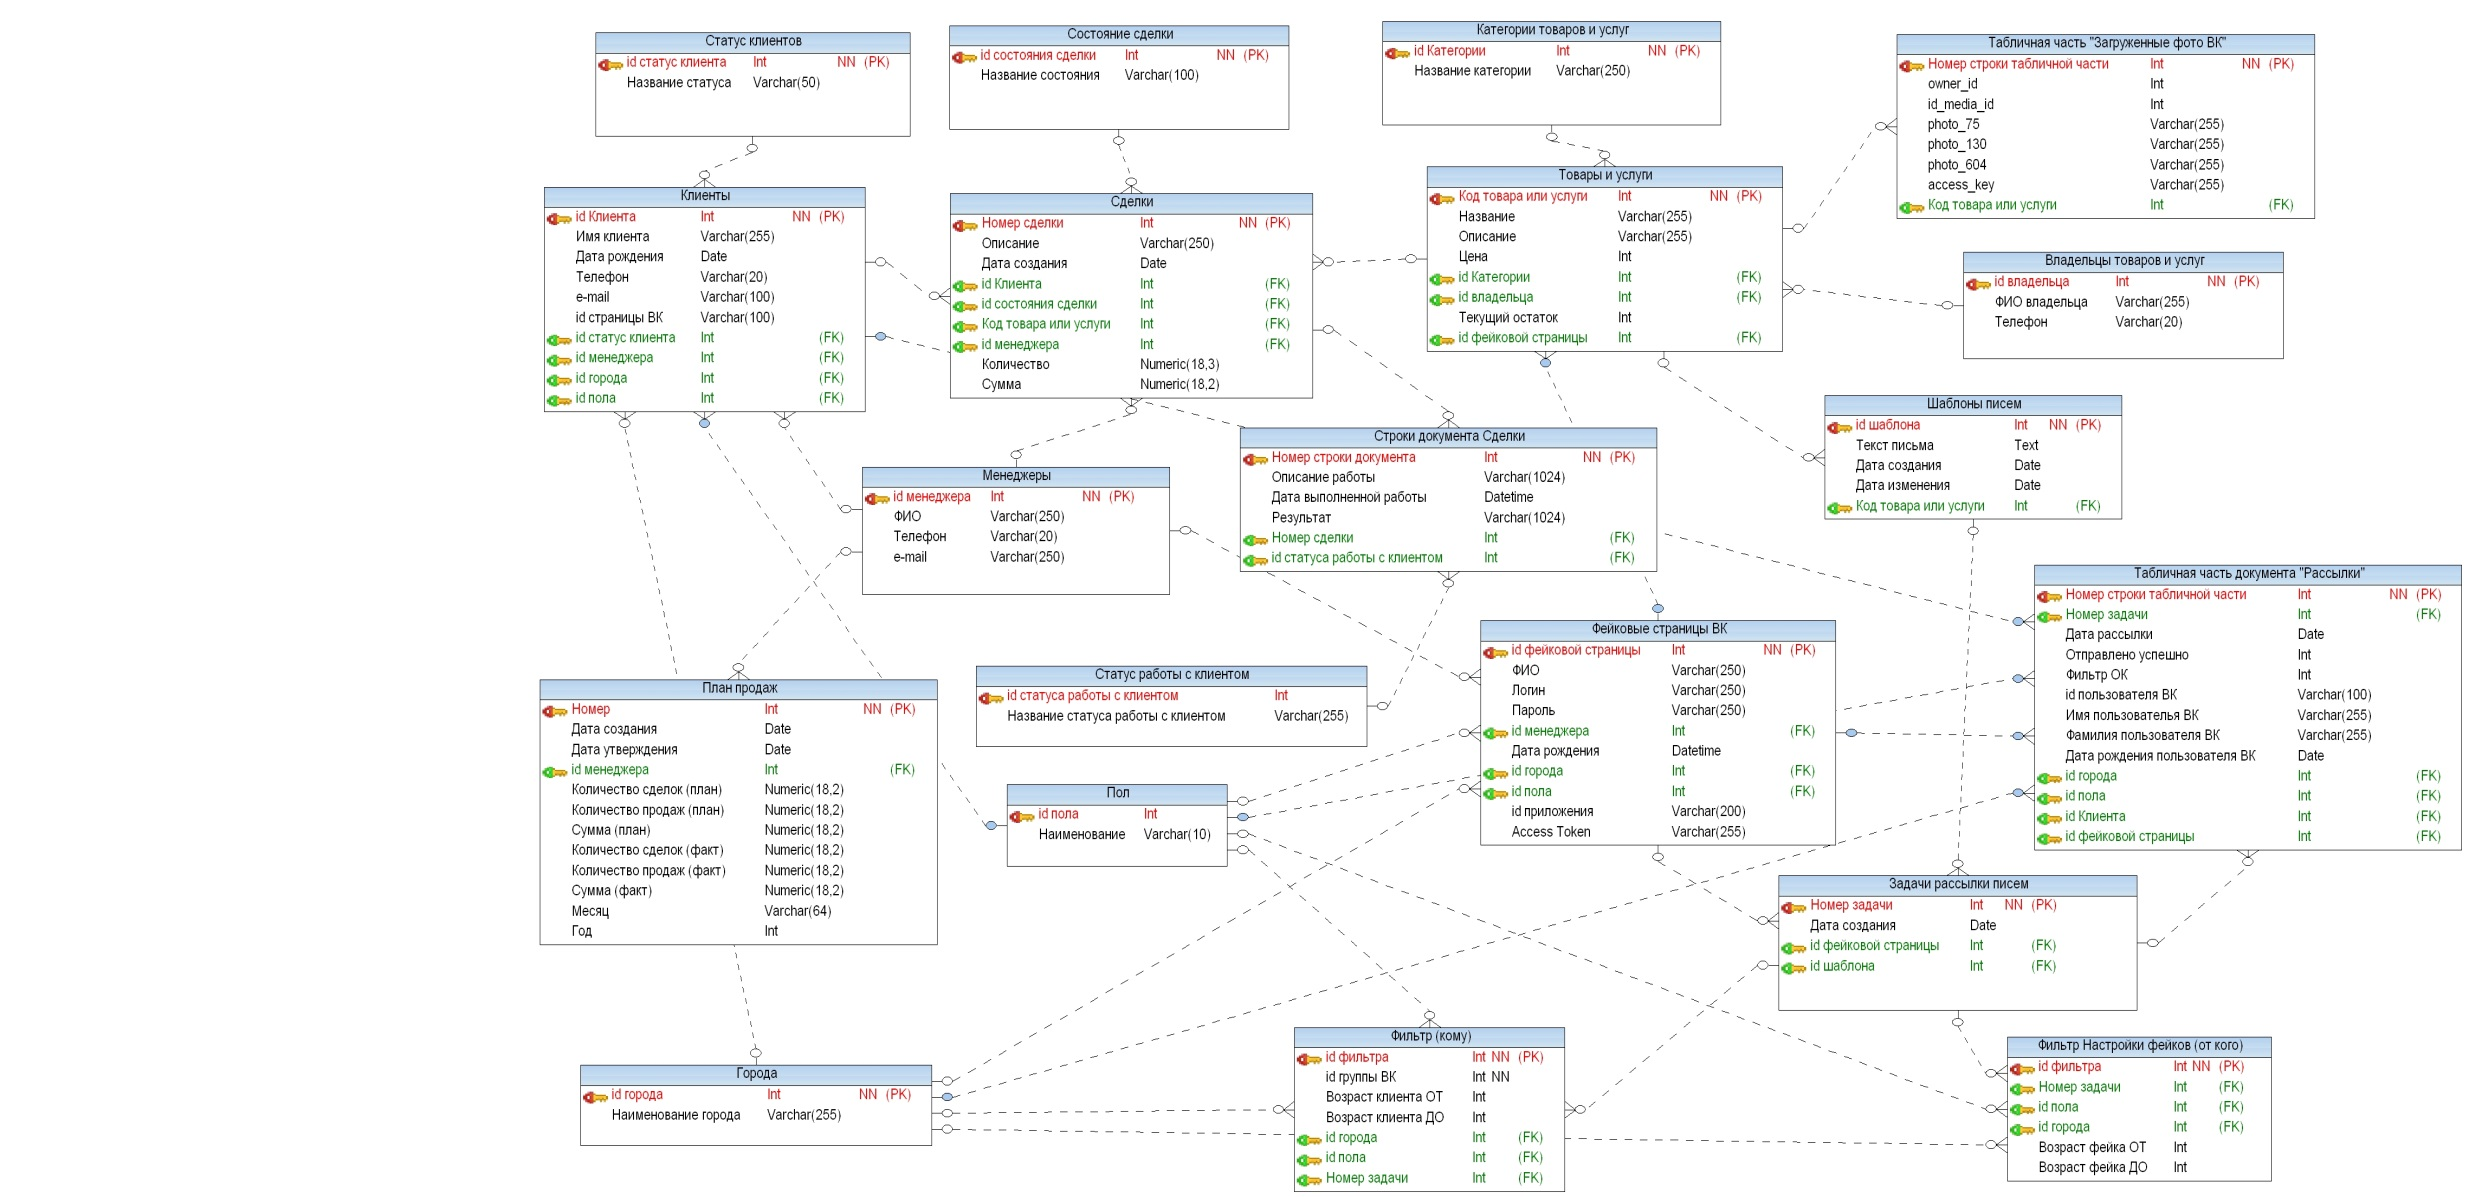 Статус клиентов
id статус клиента Int NN (PK)
Название статуса Varchar(50)
Состояние сделки
id состояния сделки Int NN (PK)
Название состояния Varchar(100)
Категории товаров и услуг
id Категории Int NN (PK)
Название категории Varchar(250)
Табличная часть "Загруженные фото ВК"
Номер строки табличной части Int NN (PK)
owner_id Int
id_media_id Int
photo_75 Varchar(255)
photo_130 Varchar(255)
photo_604 Varchar(255)
access_key Varchar(255)
Код товара или услуги Int (FK)
Клиенты
id Клиента Int NN (PK)
Имя клиента Varchar(255)
Дата рождения Date
Телефон Varchar(20)
e-mail Varchar(100)
id страницы ВК Varchar(100)
id статус клиента Int (FK)
id менеджера Int (FK)
id города Int (FK)
id пола Int (FK)
Сделки
Номер сделки Int NN (PK)
Описание Varchar(250)
Дата создания Date
id Клиента Int (FK)
id состояния сделки Int (FK)
Код товара или услуги Int (FK)
id менеджера Int (FK)
Количество Numeric(18,3)
Сумма Numeric(18,2)
Товары и услуги
Код товара или услуги Int NN (PK)
Название Varchar(255)
Описание Varchar(255)
Цена Int
id Категории Int (FK)
id владельца Int (FK)
Текущий остаток Int
id фейковой страницы Int (FK)
Владельцы товаров и услуг
id владельца Int NN (PK)
ФИО владельца Varchar(255)
Телефон Varchar(20)
Шаблоны писем
id шаблона Int NN (PK)
Текст письма Text
Дата создания Date
Дата изменения Date
Код товара или услуги Int (FK)
Менеджеры
id менеджера Int NN (PK)
ФИО Varchar(250)
Телефон Varchar(20)
e-mail Varchar(250)
Строки документа Сделки
Номер строки документа Int NN (PK)
Описание работы Varchar(1024)
Дата выполненной работы Datetime
Результат Varchar(1024)
Номер сделки Int (FK)
id статуса работы с клиентом Int (FK)
Табличная часть документа "Рассылки"
Номер строки табличной части Int NN (PK)
Номер задачи Int (FK)
Дата рассылки Date
Отправлено успешно Int
Фильтр ОК Int
id пользователя ВК Varchar(100)
Имя пользователья ВК Varchar(255)
Фамилия пользователя ВК Varchar(255)
Дата рождения пользователя ВК Date
id города Int (FK)
id пола Int (FK)
id Клиента Int (FK)
id фейковой страницы Int (FK)
Фейковые страницы ВК
id фейковой страницы Int NN (PK)
ФИО Varchar(250)
Логин Varchar(250)
Пароль Varchar(250)
id менеджера Int (FK)
Дата рождения Datetime
id города Int (FK)
id пола Int (FK)
id приложения Varchar(200)
Access Token Varchar(255)
Статус работы с клиентом
id статуса работы с клиентом Int
Название статуса работы с клиентом Varchar(255)
План продаж
Номер Int NN (PK)
Дата создания Date
Дата утверждения Date
id менеджера Int (FK)
Количество сделок (план) Numeric(18,2)
Количество продаж (план) Numeric(18,2)
Сумма (план) Numeric(18,2)
Количество сделок (факт) Numeric(18,2)
Количество продаж (факт) Numeric(18,2)
Сумма (факт) Numeric(18,2)
Месяц Varchar(64)
Год Int
Пол
id пола Int
Наименование Varchar(10)
Задачи рассылки писем
Номер задачи Int NN (PK)
Дата создания Date
id фейковой страницы Int (FK)
id шаблона Int (FK)
Города
id города Int NN (PK)
Наименование города Varchar(255)
Фильтр (кому)
id фильтра Int NN (PK)
id группы ВК Int NN
Возраст клиента ОТ Int
Возраст клиента ДО Int
id города Int (FK)
id пола Int (FK)
Номер задачи Int (FK)
Фильтр Настройки фейков (от кого)
id фильтра Int NN (PK)
Номер задачи Int (FK)
id пола Int (FK)
id города Int (FK)
Возраст фейка ОТ Int
Возраст фейка ДО Int